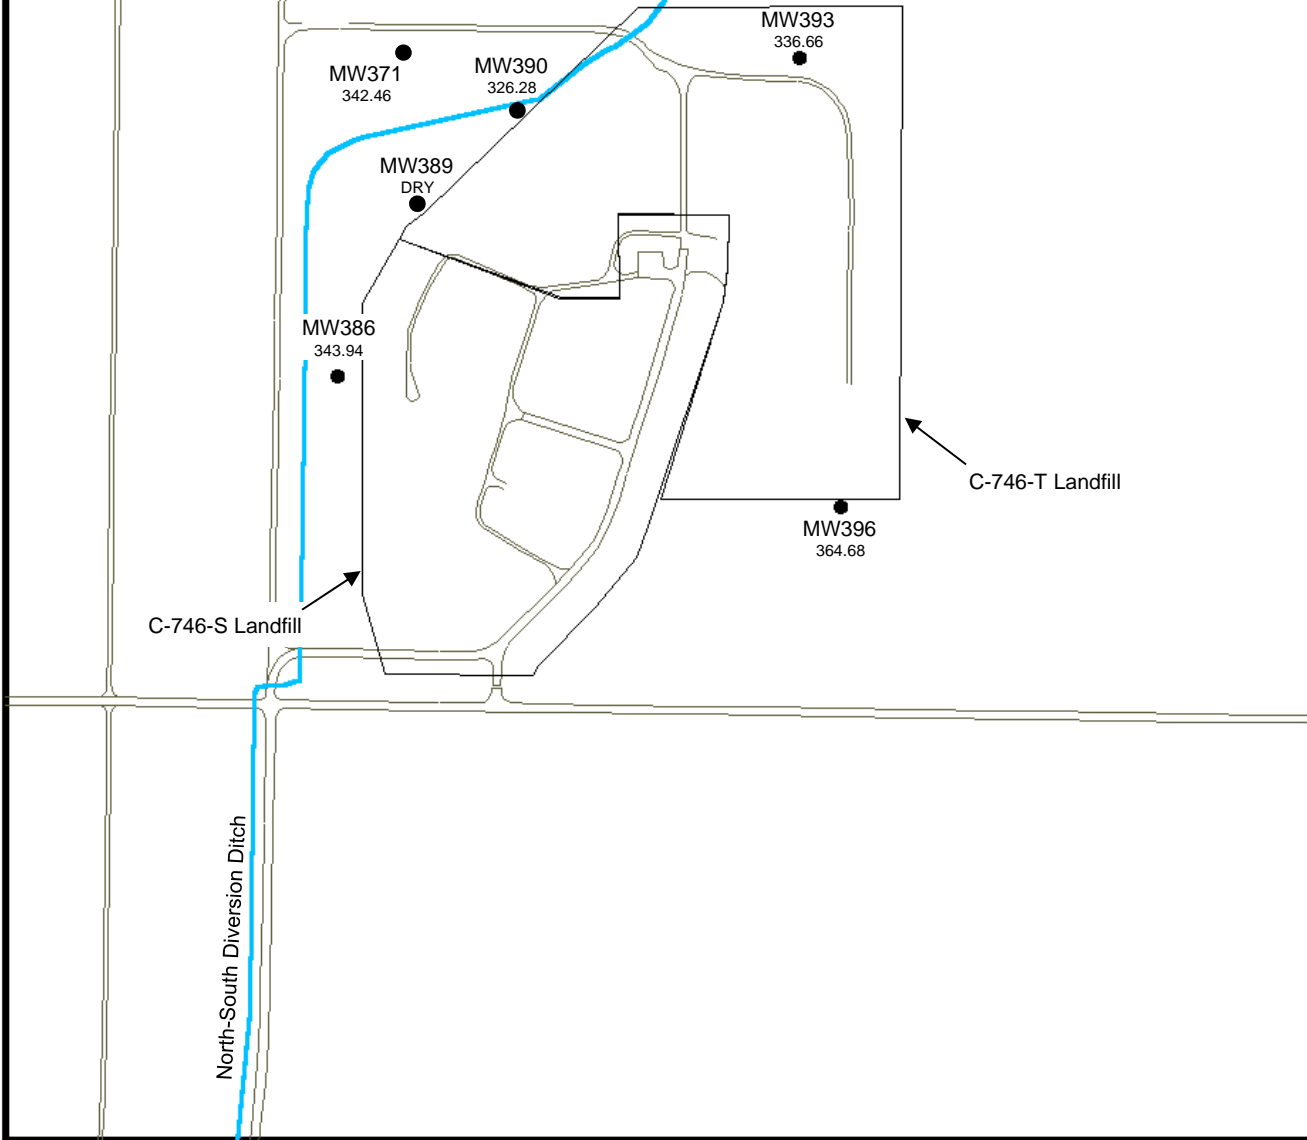 MW393
336.66
MW371
342.46
MW390
326.28
MW389
DRY
MW386
343.94
C-746-T Landfill
MW396
364.68
C-746-S Landfill
North-South Diversion Ditch